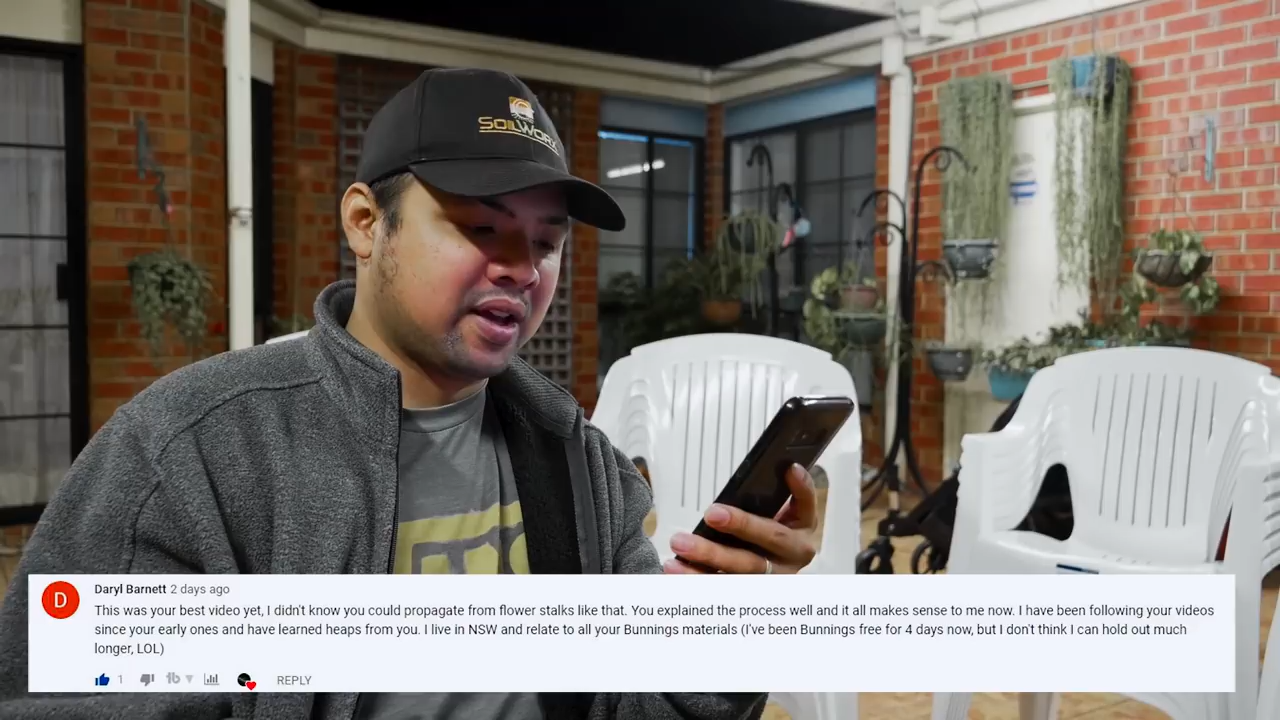 SOILWORX
Daryl Barnett 2 days ago
This was your best video yet, I didn't know you could propagate from flower stalks like that. You explained the process well and it all makes sense to me now. I have been following your videos
since your early ones and have learned heaps from you. I live in NSW and relate to all your Bunnings materials (I've been Bunnings free for 4 days now, but I don't think I can hold out much
longer, LOL)
D
1
REPLY